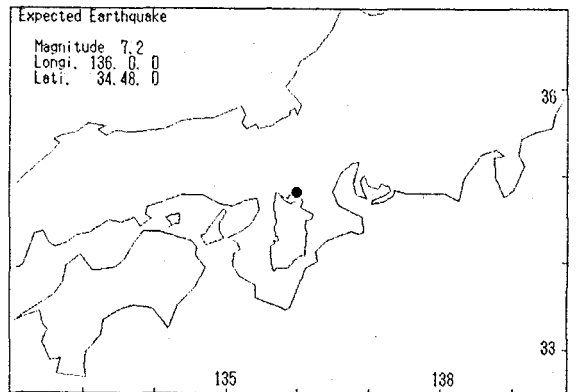 Expected Earthquake
Magnitude 7.2
Longi. 136. 0. 0
Lati. 34.48. 0
36
33
135
138